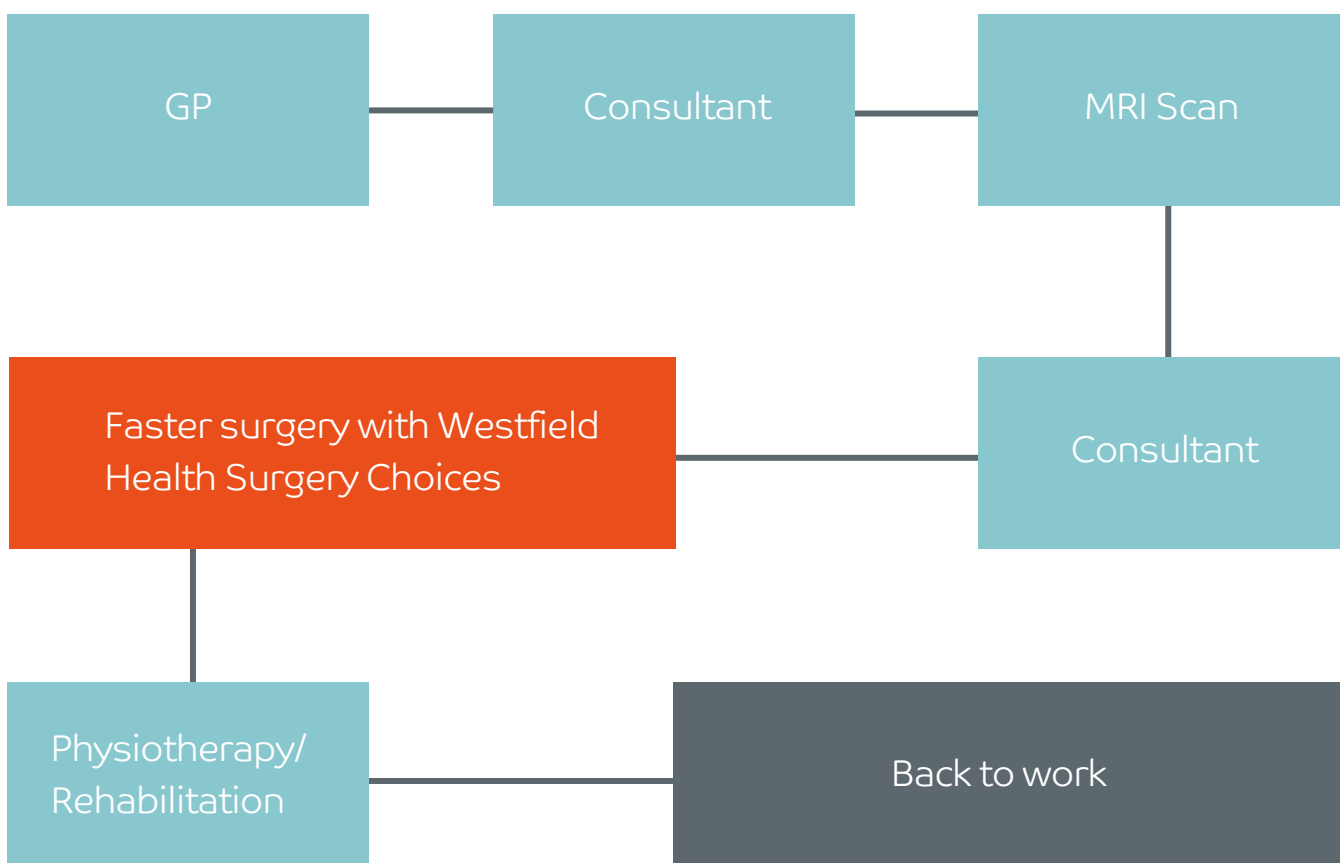 GP
Consultant
MRI Scan
Faster surgery with Westfield
Health Surgery Choices
Consultant
Physiotherapy/
Rehabilitation
Back to work